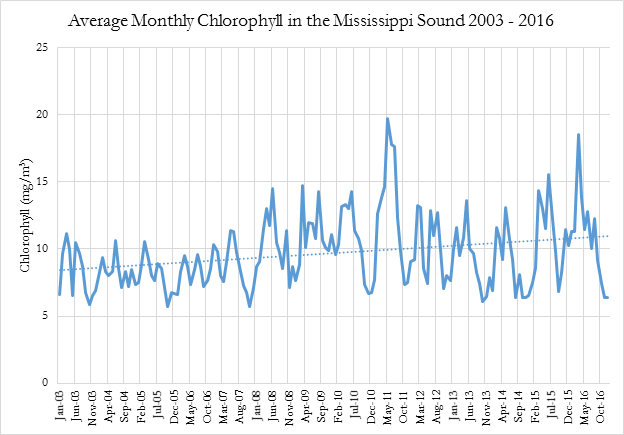 Average Monthly Chlorophyll in the Mississippi Sound 2003 - 2016
Chlorophyll (mg/m³)
25
20
15
10
5
0
Jan-03
Jun-03
Nov-03
Apr-04
Sep-04
Feb-05
Jul-05
Dec-05
May-06
Oct-06
Mar-07
Aug-07
Jan-08
Jun-08
Nov-08
Apr-09
Sep-09
Feb-10
Jul-10
Dec-10
May-11
Oct-11
Mar-12
Aug-12
Jan-13
Jun-13
Nov-13
Apr-14
Sep-14
Feb-15
Jul-15
Dec-15
May-16
Oct-16